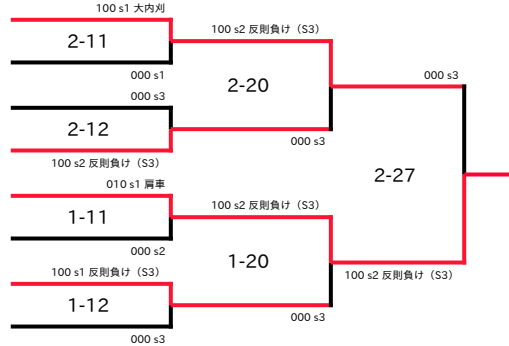 100 s1 大内刈
2-11
000 s1
100 s2 反則負け（S3）
2-20
000 s3
000 s3
2-12
100 s2 反則負け（S3）
000 s3
2-27
010 s1 肩車
1-11
000 s2
100 s2 反則負け（S3）
1-20
100 s2 反則負け（S3）
100 s1 反則負け（S3）
1-12
000 s3
000 s3